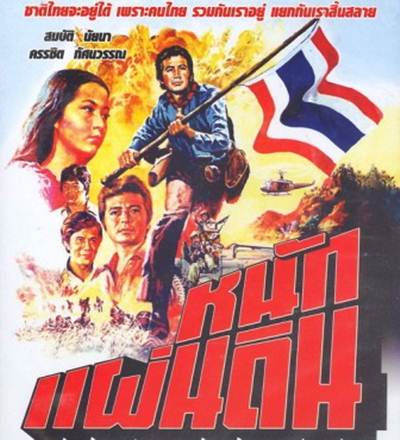 ชาติไทยจะอยู่ได้ เพราะคนไทย รวมกันเราอยู่ แยกกันเราสิ้นสลาย
สมบัติ นัยนา
ครรชิต ทัศนวรรณ
หนัก
แผ่นดิน